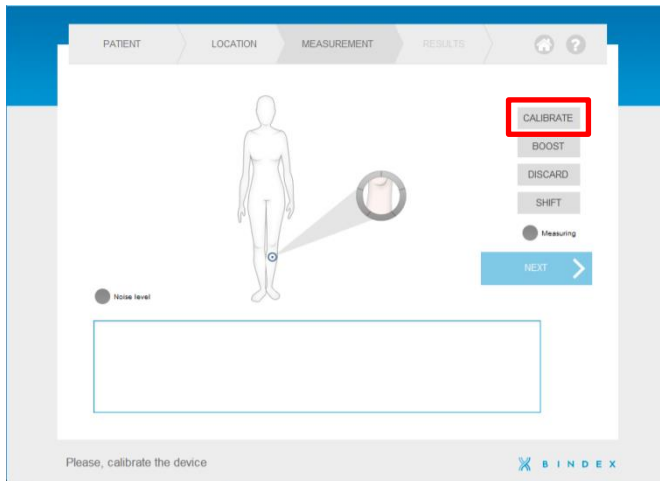 PATIENT LOCATION MEASUREMENT RESULTS ?
CALIBRATE
BOOST
DISCARD
SHIFT
Measuring
NEXT
Noise level
Please, calibrate the device
BINDEX